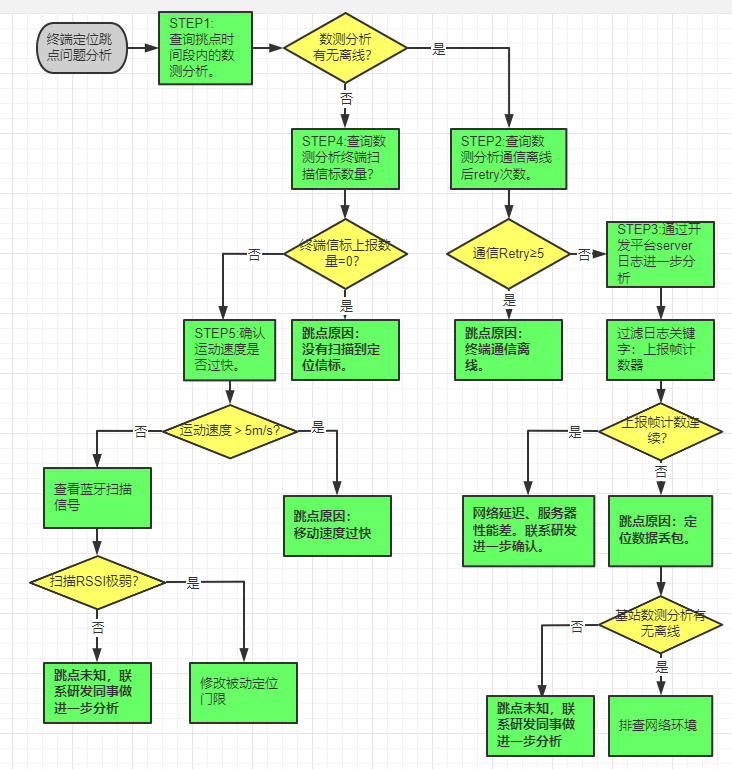 终端定位跳
点问题分析
STEP1:
查询挑点时
间段内的数
测分析。
数测分析
有无离线?
是
否
STEP4:查询数
测分析终端扫
描信标数量?
STEP2:查询数
测分析通信离线
后retry次数。
终端信标上报数
量=0?
否
是
通信Retry≥5
否
是
STEP3:通过开
发平台server
日志进一步分
析
STEP5:确认
运动速度是
否过快。
跳点原因：
没有扫描到定
位信标。
跳点原因：
终端通信离
线。
过滤日志关键
字：上报帧计
数器
运动速度＞5m/s?
否
是
上报帧计数连
续?
是
否
查看蓝牙扫描
信号
跳点原因：
移动速度过快
网络延迟、服务器
性能差。联系研发
进一步确认。
跳点原因：定
位数据丢包。
扫描RSSI极弱?
是
否
基站数测分析有
无离线
否
是
跳点未知，联
系研发同事做
进一步分析
修改被动定位
门限
跳点未知，联
系研发同事做
进一步分析
排查网络环境